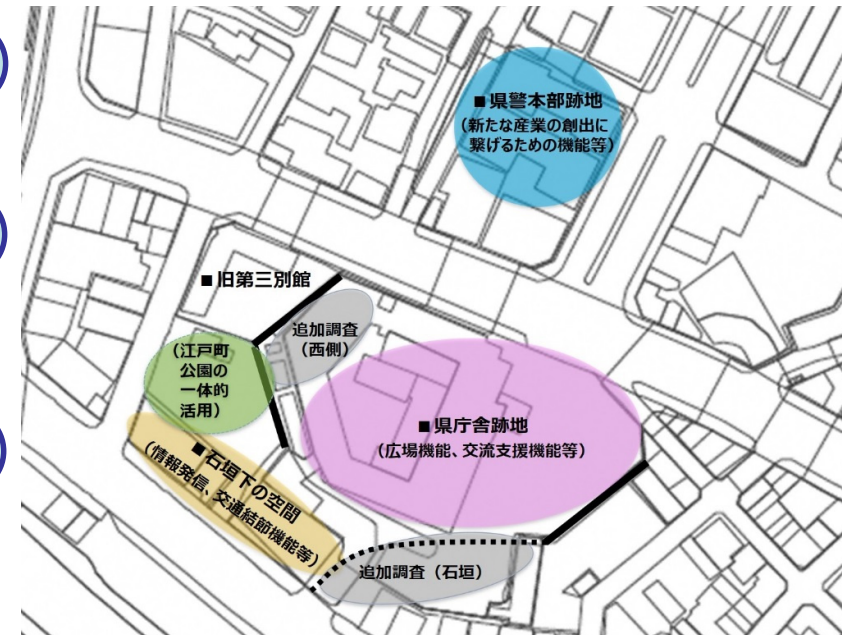 ■県警本部跡地
(新たな産業の創出に
繋げるための機能等)
■旧第三別館
追加調査
(西側)
(江戸町
公園の
一体的
活用)
■県庁舎跡地
(広場機能、交流支援機能等)
■石垣下の空間
(情報発信、交通結節機能等)
追加調査(石垣)